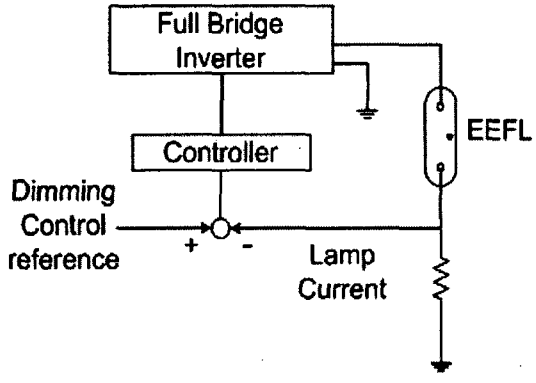 Full Bridge
Inverter
EEFL
Controller
Dimming
Control
reference
+ -
Lamp
Current